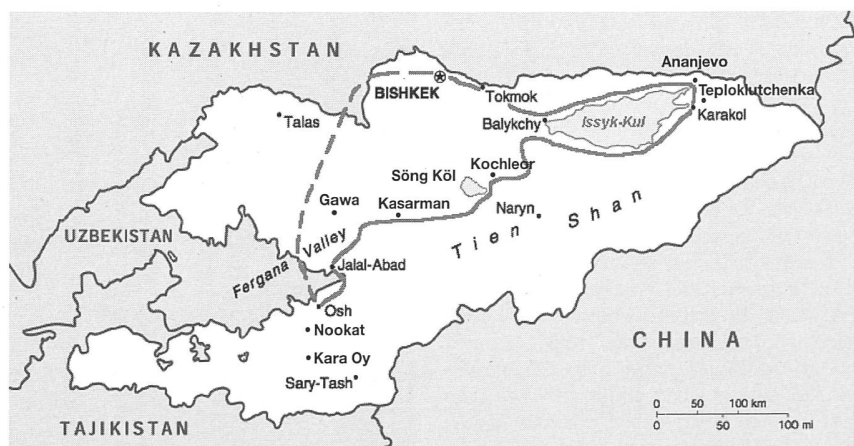 KAZAKHSTAN
Ananjevo
BISHKEK
Tokmok
Teploklutchenka
Talas
Balykchy
Issyk-Kul
Karakol
Söng Köl
Kochleor
Gawa
Kasarman
Naryn
Tien Shan
UZBEKISTAN
Fergana Valley
Jalal-Abad
Osh
Nookat
CHINA
Kara Oy
Sary-Tash
0 50 100 km
0 50 100 mi
TAJIKISTAN